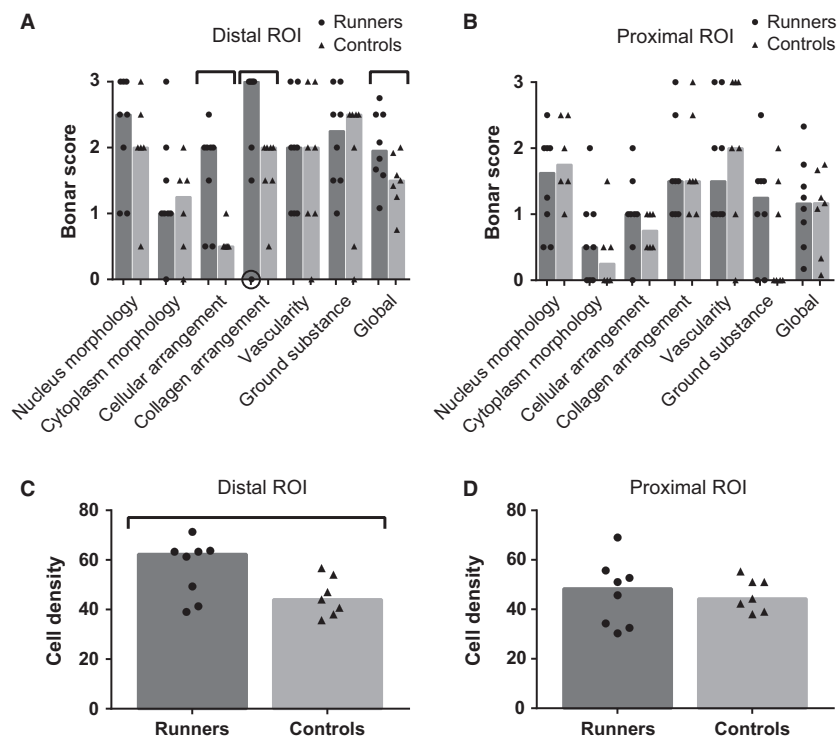 A
Distal ROI
● Runners
▲ Controls
Bonar score
3
2
1
0
Nucleus morphology
Cytoplasm morphology
Cellular arrangement
Collagen arrangement
Vascularity
Ground substance
Global
B
Proximal ROI
● Runners
▲ Controls
Bonar score
3
2
1
0
Nucleus morphology
Cytoplasm morphology
Cellular arrangement
Collagen arrangement
Vascularity
Ground substance
Global
C
Distal ROI
Cell density
80
60
40
20
0
Runners
Controls
D
Proximal ROI
Cell density
80
60
40
20
0
Runners
Controls